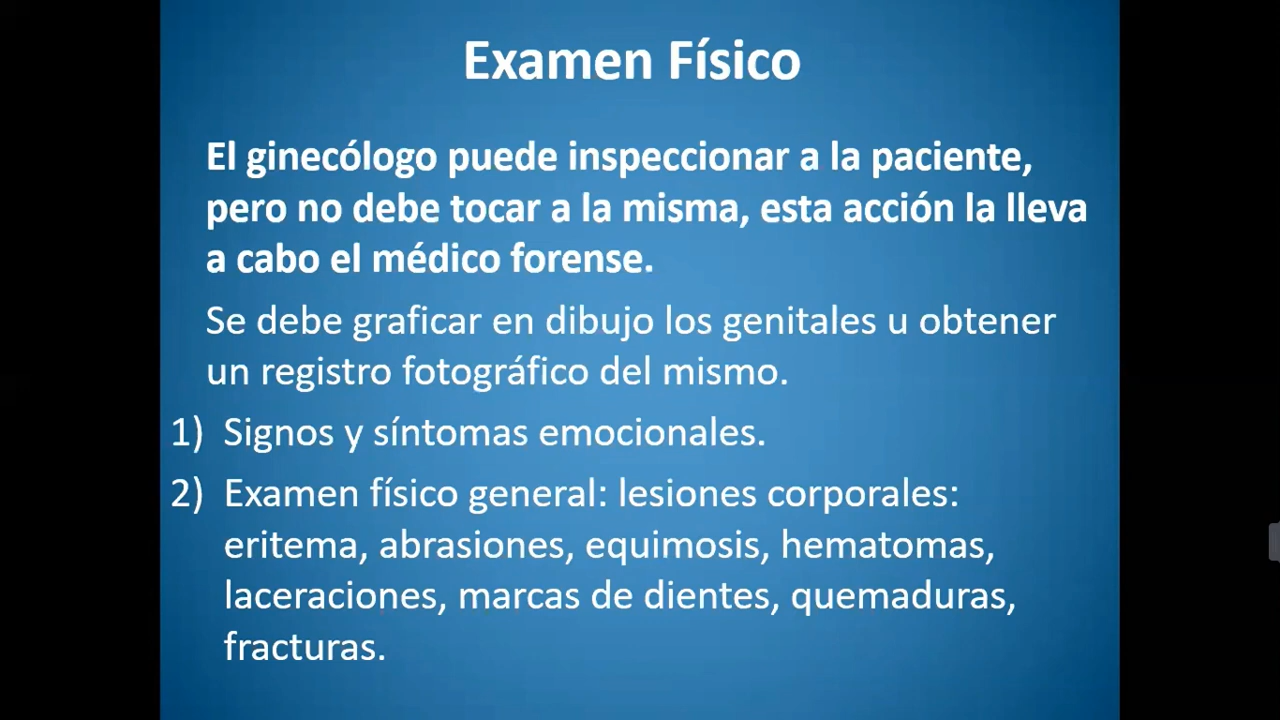 Examen Físico
El ginecólogo puede inspeccionar a la paciente,
pero no debe tocar a la misma, esta acción la lleva
a cabo el médico forense.
Se debe graficar en dibujo los genitales u obtener
un registro fotográfico del mismo.
1) Signos y síntomas emocionales.
2) Examen físico general: lesiones corporales:
eritema, abrasiones, equimosis, hematomas,
laceraciones, marcas de dientes, quemaduras,
fracturas.